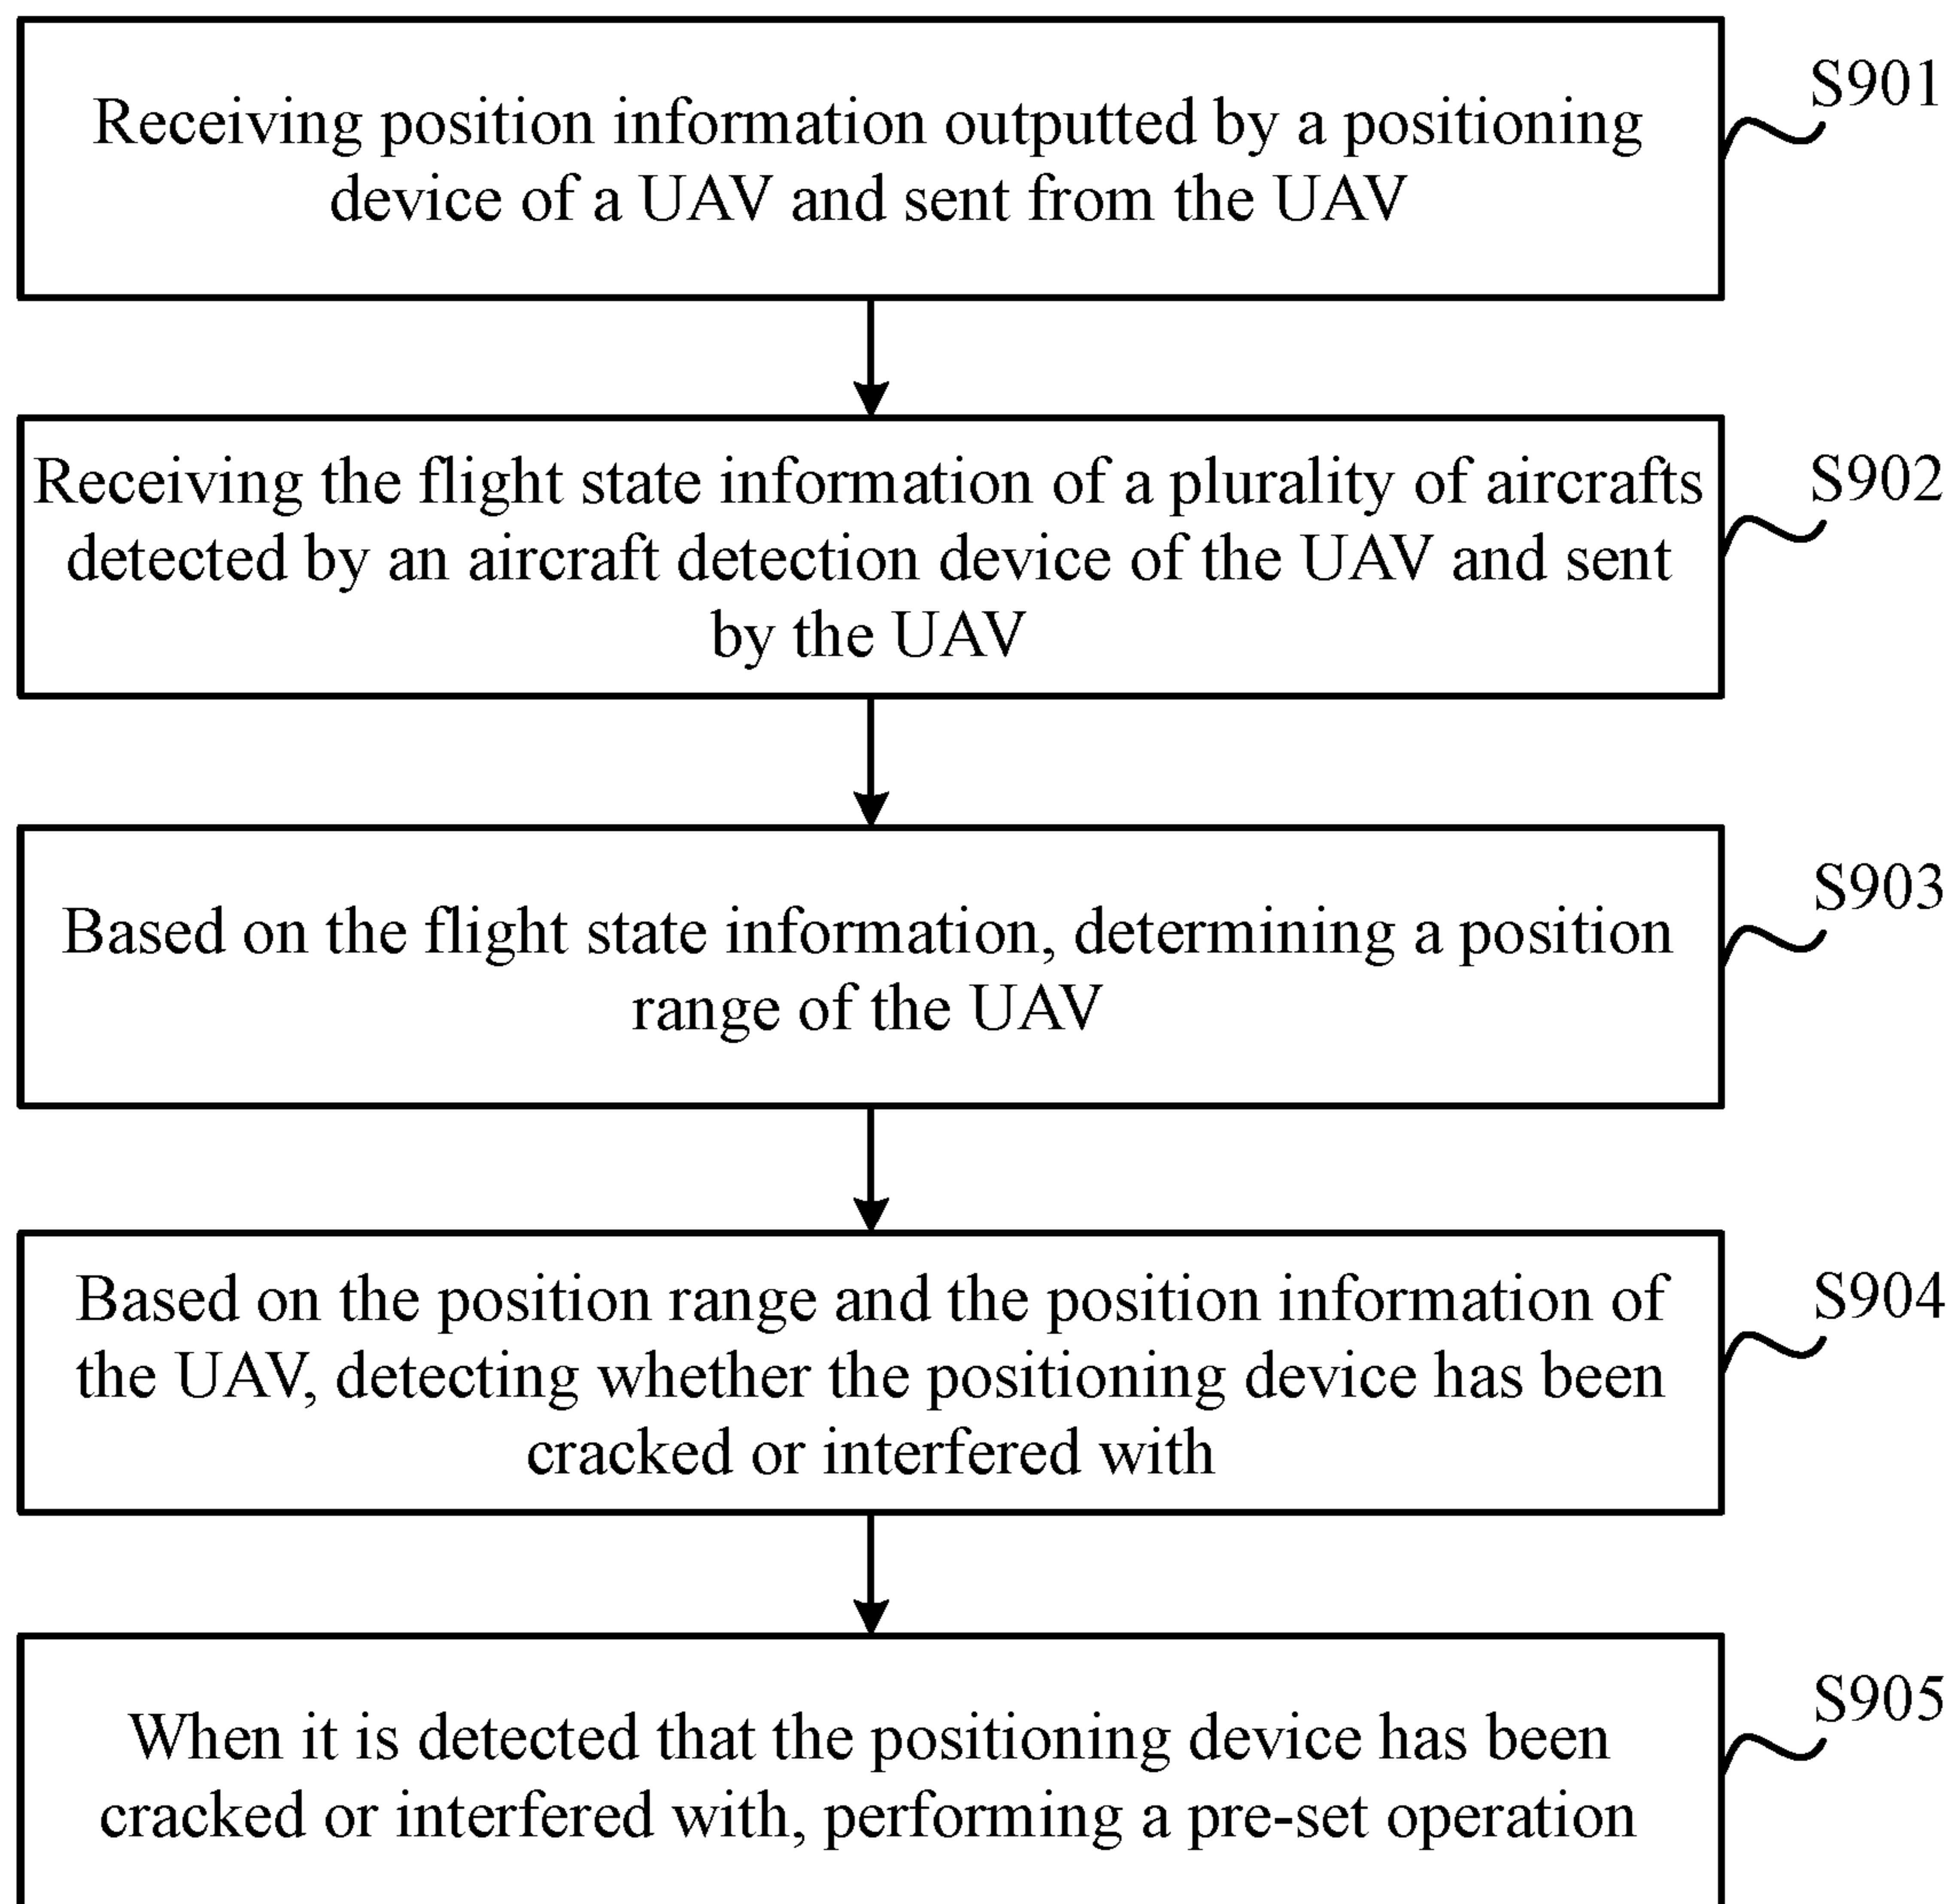 Receiving position information outputted by a positioning
device of a UAV and sent from the UAV
S901
Receiving the flight state information of a plurality of aircrafts
detected by an aircraft detection device of the UAV and sent
by the UAV
S902
Based on the flight state information, determining a position
range of the UAV
S903
Based on the position range and the position information of
the UAV, detecting whether the positioning device has been
cracked or interfered with
S904
When it is detected that the positioning device has been
cracked or interfered with, performing a pre-set operation
S905